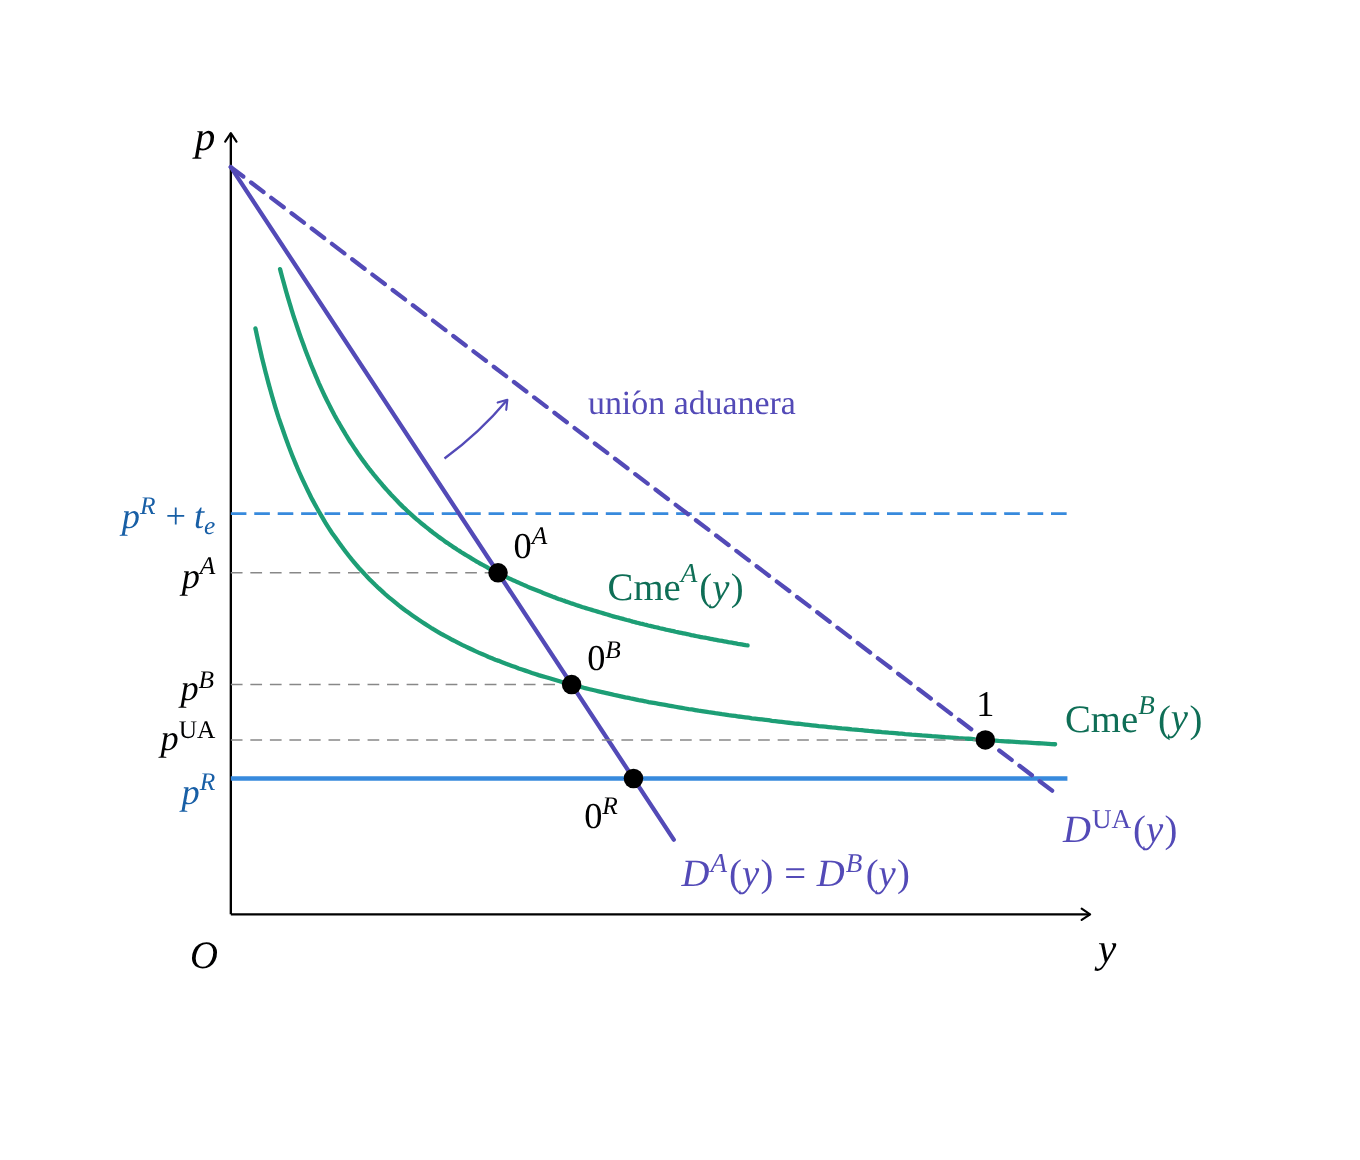 p
unión aduanera
p^R + t_e
0^A
p^A
Cme^A(y)
0^B
p^B
1
Cme^B(y)
p^UA
p^R
0^R
D^UA(y)
D^A(y) = D^B(y)
O
y